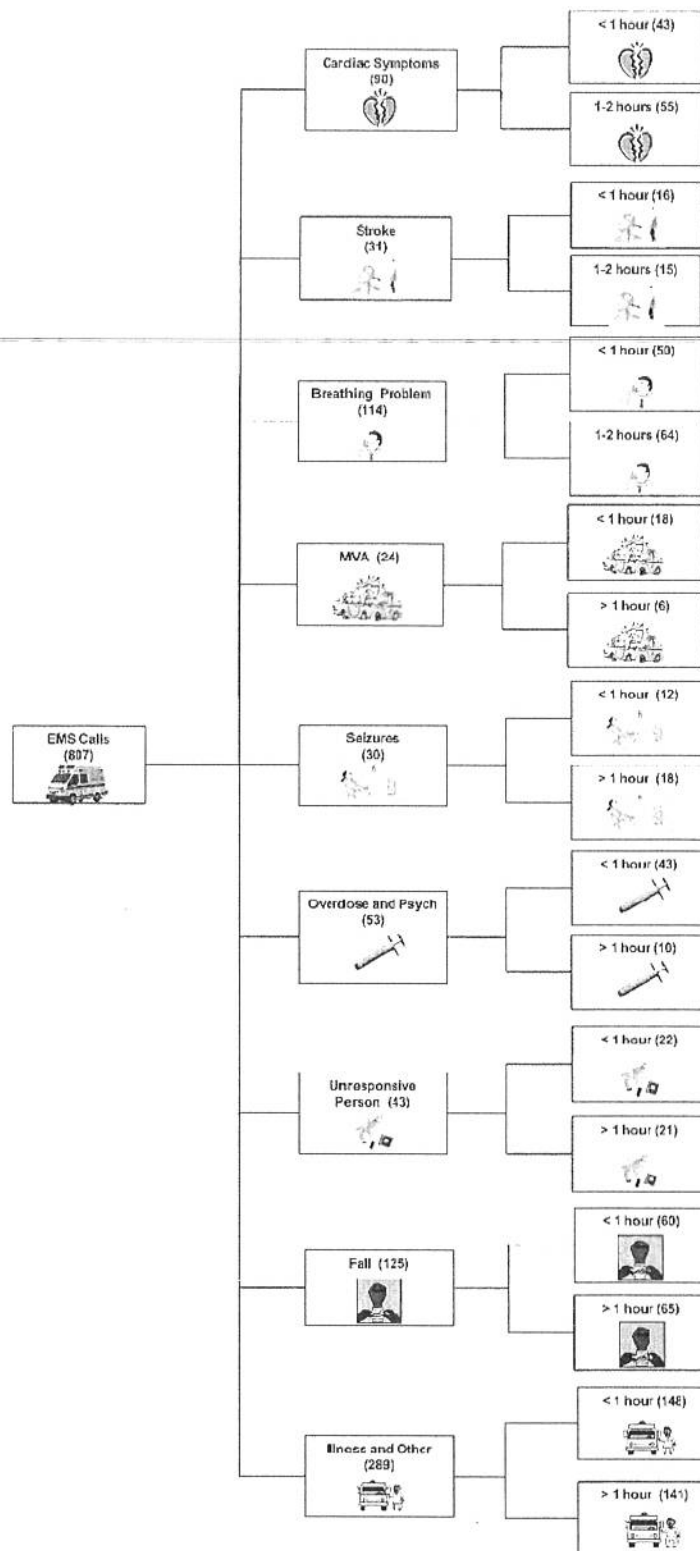 EMS Calls
(807)
Cardiac Symptoms
(98)
< 1 hour (43)
1-2 hours (55)
Stroke
(31)
< 1 hour (16)
1-2 hours (15)
Breathing Problem
(114)
< 1 hour (50)
1-2 hours (64)
MVA (24)
< 1 hour (18)
> 1 hour (6)
Seizures
(30)
< 1 hour (12)
> 1 hour (18)
Overdose and Psych
(53)
< 1 hour (43)
> 1 hour (10)
Unresponsive
Person (43)
< 1 hour (22)
> 1 hour (21)
Fall (125)
< 1 hour (60)
> 1 hour (65)
Illness and Other
(289)
< 1 hour (148)
> 1 hour (141)